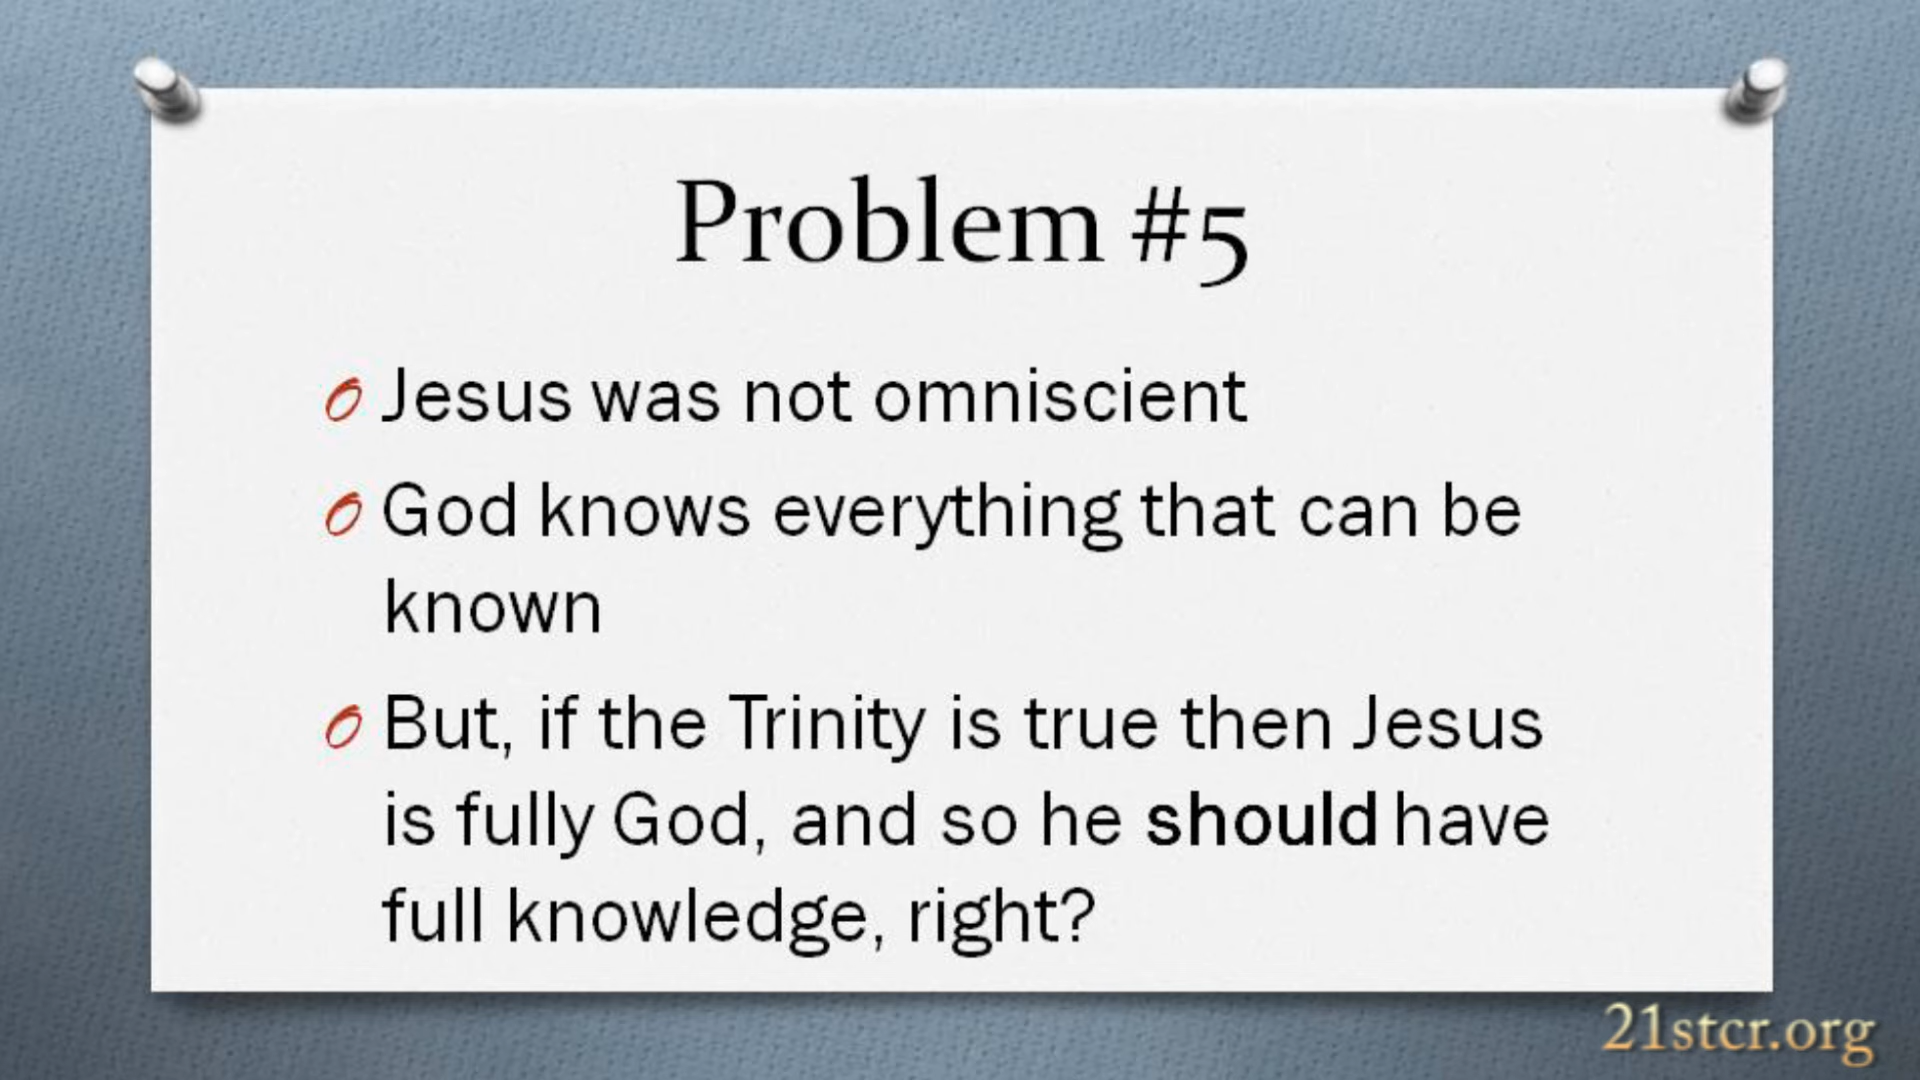 Problem #5
Jesus was not omniscient
God knows everything that can be
known
But, if the Trinity is true then Jesus
is fully God, and so he should have
full knowledge, right?
21stcr.org